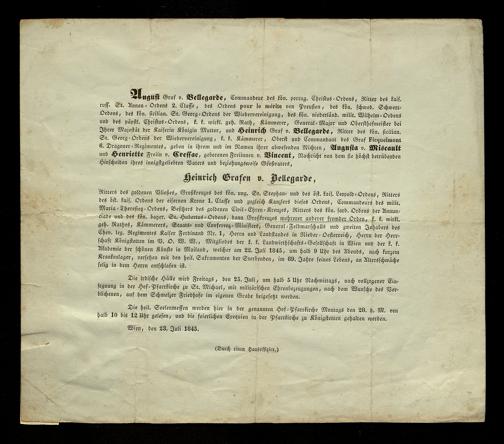 August Graf v. Bellegarde, Commandeur des kön. portug. Christus-Ordens, Ritter des kais.
russ. St. Annen-Ordens 2. Classe, des Ordens pour le mérite von Preußen, des kön. schwed. Schwert-
Ordens, des kön. sicilian. St. Georg-Ordens der Wiedervereinigung, des kön. niederländ. milit. Wilhelm-Ordens
und des päpstl. Christus-Ordens, k. k. wirkl. geh. Rath, Kämmerer, General-Major und Obersthofmeister bei
Ihrer Majestät der Kaiserin Königin Mutter, und Heinrich Graf v. Bellegarde, Ritter des kön. sicilian.
St. Georg-Ordens der Wiedervereinigung, k. k. Kämmerer, Oberst und Commandant des Graf Ficquelmont
6. Dragoner-Regimentes, geben in ihrem und im Namen ihrer abwesenden Nichten, Augusta v. Miscault
und Henriette Freiin v. Cressac, geborenen Freiinnen v. Vincent, Nachricht von dem sie höchst betrübenden
Hinscheiden ihres innigstgeliebten Vaters und beziehungsweise Großvaters,
Heinrich Grafen v. Bellegarde,
Ritters des goldenen Vließes, Großkreuzes des kön. ung. St. Stephan- und des öst. kais. Leopold-Ordens, Ritters
des öst. kais. Ordens der eisernen Krone 1. Classe und zugleich Kanzlers dieses Ordens, Commandeurs des milit.
Maria-Theresien-Ordens, Besitzers des goldenen Civil-Ehren-Kreuzes, Ritters des kön. sard. Ordens der Annun-
ciade und des kön. bayer. St. Hubertus-Ordens, dann Großkreuzes mehrerer anderer fremder Orden, k. k. wirkl.
geh. Rathes, Kämmerers, Staats- und Conferenz-Ministers, General-Feldmarschalls und zweiten Inhabers des
Chev. leg. Regimentes Kaiser Ferdinand Nr. 1, Herrn und Landstandes in Nieder-Oesterreich, Herrn der Herr-
schaft Königstetten im V. O. W. W., Mitgliedes der k. k. Landwirthschafts-Gesellschaft in Wien und der k. k.
Akademie der schönen Künste in Mailand, welcher am 22. Juli 1845, um halb 9 Uhr des Abends, nach kurzem
Krankenlager, versehen mit den heil. Sakramenten der Sterbenden, im 89. Jahre seines Lebens, an Altersschwäche
selig in dem Herrn entschlafen ist.
Die irdische Hülle wird Freitags, den 25. Juli, um halb 5 Uhr Nachmittags, nach vollzogener Ein-
segnung in der Hof-Pfarrkirche zu St. Michael, mit militärischen Ehrenbezeugungen, nach dem Wunsche des Ver-
blichenen, auf dem Schmelzer Friedhofe im eigenen Grabe beigesetzt werden.
Die heil. Seelenmessen werden hier in der genannten Hof-Pfarrkirche Montags den 28. d. M. von
halb 10 bis 12 Uhr gelesen, und die feierlichen Exequien in der Pfarrkirche zu Königstetten gehalten werden.
Wien, den 23. Juli 1845.
(Durch einen Hausoffizier.)